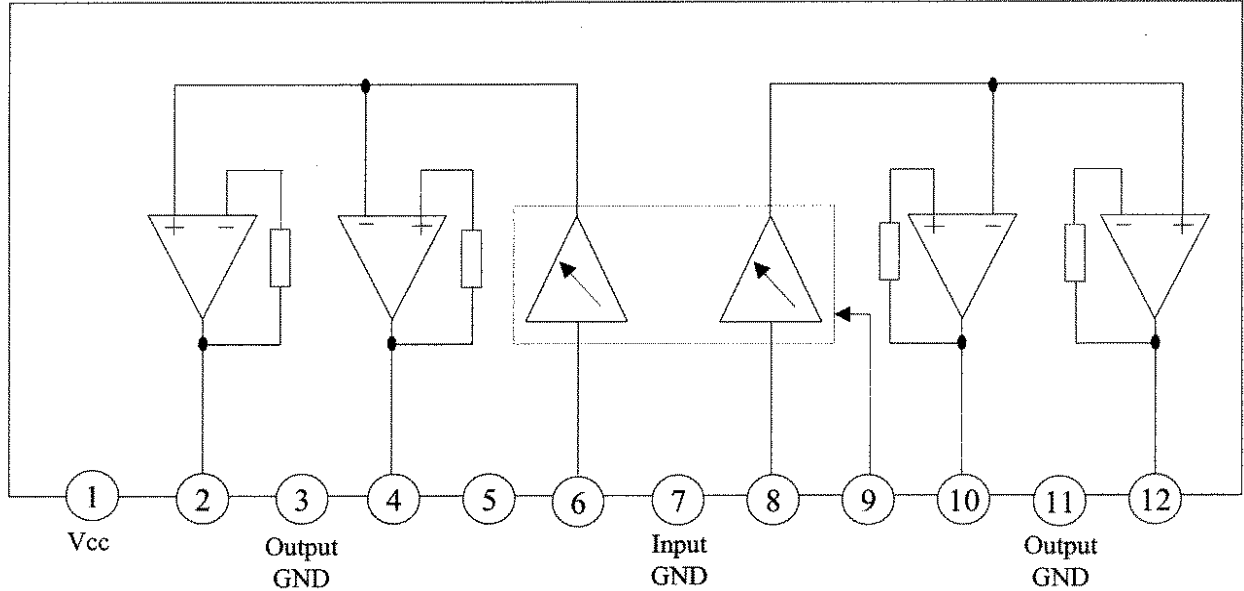 + − − + + − − +
1 2 3 4 5 6 7 8 9 10 11 12
Vcc Output Input Output
GND GND GND